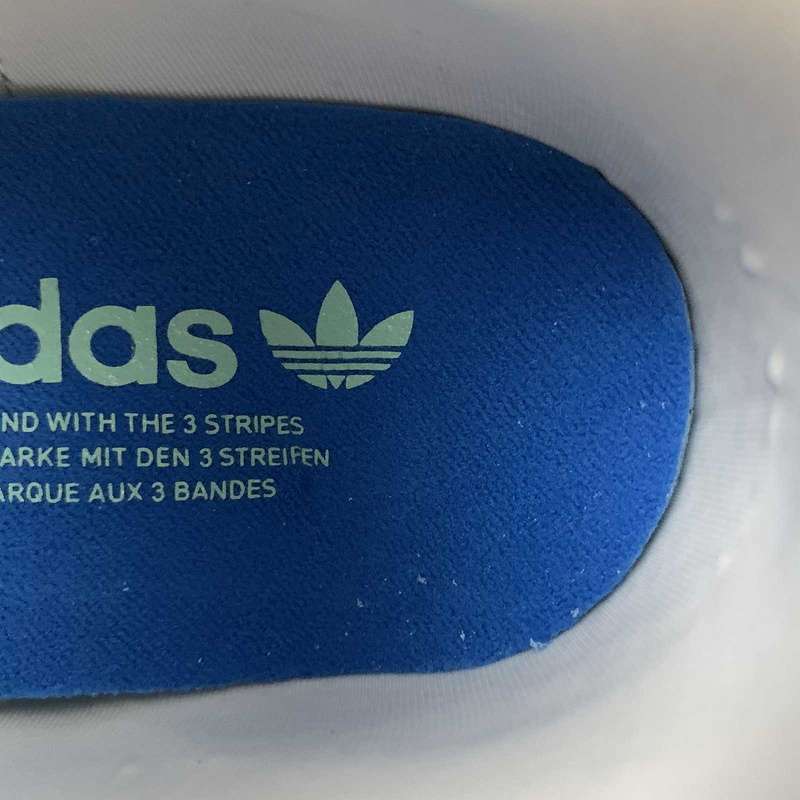 das
ND WITH THE 3 STRIPES
ARKE MIT DEN 3 STREIFEN
ARQUE AUX 3 BANDES